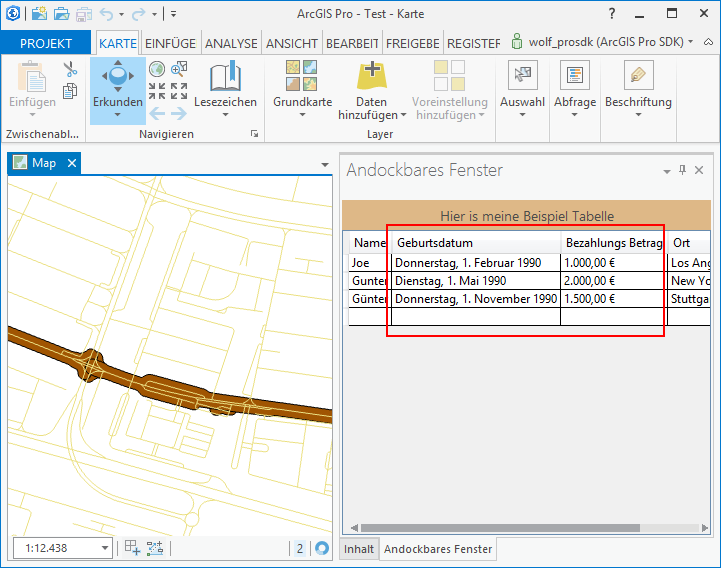 ArcGIS Pro - Test - Karte
PROJEKT KARTE EINFÜGE ANALYSE ANSICHT BEARBEIT FREIGEBE REGISTER wolf_prosdk (ArcGIS Pro SDK)
Einfügen
Zwischenabl...
Erkunden
Lesezeichen
Navigieren
Grundkarte
Daten
hinzufügen
Voreinstellung
hinzufügen
Layer
Auswahl
Abfrage
Beschriftung
Map
1:12.438
2
Andockbares Fenster
Hier is meine Beispiel Tabelle
Name Geburtsdatum Bezahlungs Betrag Ort
Joe Donnerstag, 1. Februar 1990 1.000,00 € Los Ang
Gunter Dienstag, 1. Mai 1990 2.000,00 € New Yo
Günter Donnerstag, 1. November 1990 1.500,00 € Stuttga
Inhalt Andockbares Fenster